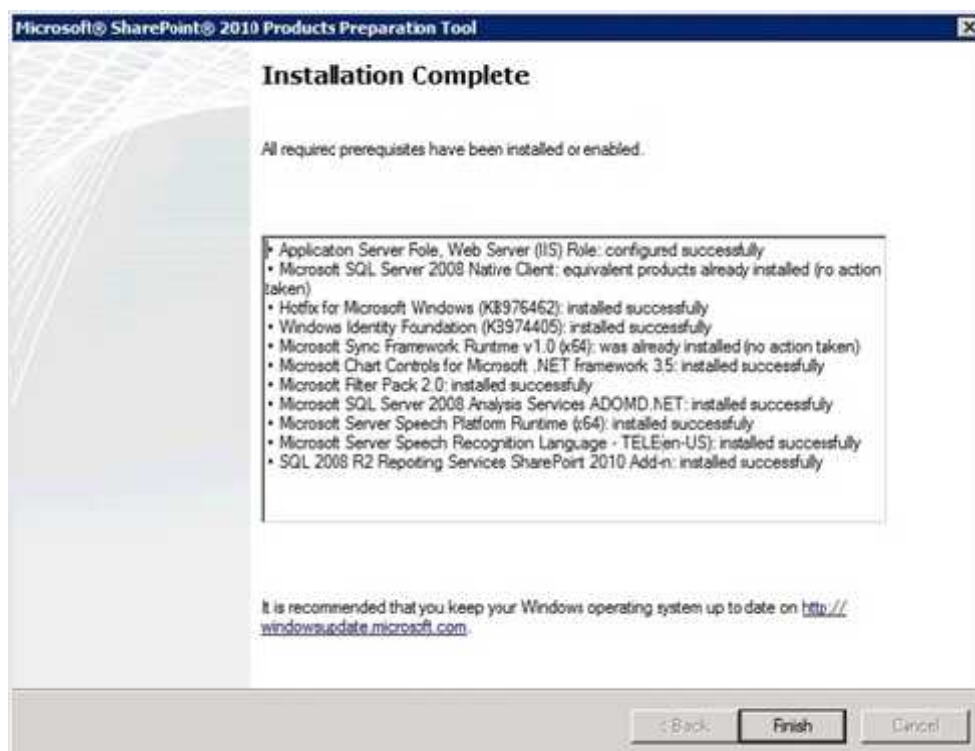 Microsoft® SharePoint® 2010 Products Preparation Tool
Installation Complete
All required prerequisites have been installed or enabled.
• Application Server Role, Web Server (IIS) Role: configured successfully
• Microsoft SQL Server 2008 Native Client: equivalent products already installed (no action
taken)
• Hotfix for Microsoft Windows (KB976462): installed successfully
• Windows Identity Foundation (KB974405): installed successfully
• Microsoft Sync Framework Runtime v1.0 (x64): was already installed (no action taken)
• Microsoft Chart Controls for Microsoft .NET Framework 3.5: installed successfully
• Microsoft Filter Pack 2.0: installed successfully
• Microsoft SQL Server 2008 Analysis Services ADOMD.NET: installed successfully
• Microsoft Server Speech Platform Runtime (x64): installed successfully
• Microsoft Server Speech Recognition Language - TELE(en-US): installed successfully
• SQL 2008 R2 Reporting Services SharePoint 2010 Add-in: installed successfully
It is recommended that you keep your Windows operating system up to date on http://
windowsupdate.microsoft.com.
< Back
Finish
Cancel